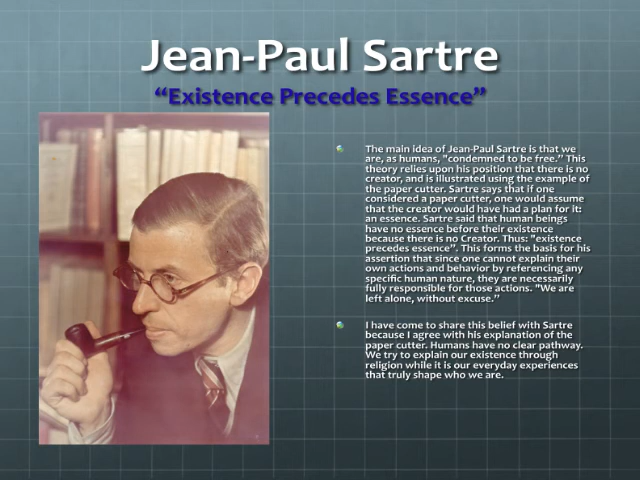 Jean-Paul Sartre
“Existence Precedes Essence”
The main idea of Jean-Paul Sartre is that we
are, as humans, "condemned to be free.” This
theory relies upon his position that there is no
creator, and is illustrated using the example of
the paper cutter. Sartre says that if one
considered a paper cutter, one would assume
that the creator would have had a plan for it:
an essence. Sartre said that human beings
have no essence before their existence
because there is no Creator. Thus: "existence
precedes essence”. This forms the basis for his
assertion that since one cannot explain their
own actions and behavior by referencing any
specific human nature, they are necessarily
fully responsible for those actions. "We are
left alone, without excuse.”
I have come to share this belief with Sartre
because I agree with his explanation of the
paper cutter. Humans have no clear pathway.
We try to explain our existence through
religion while it is our everyday experiences
that truly shape who we are.